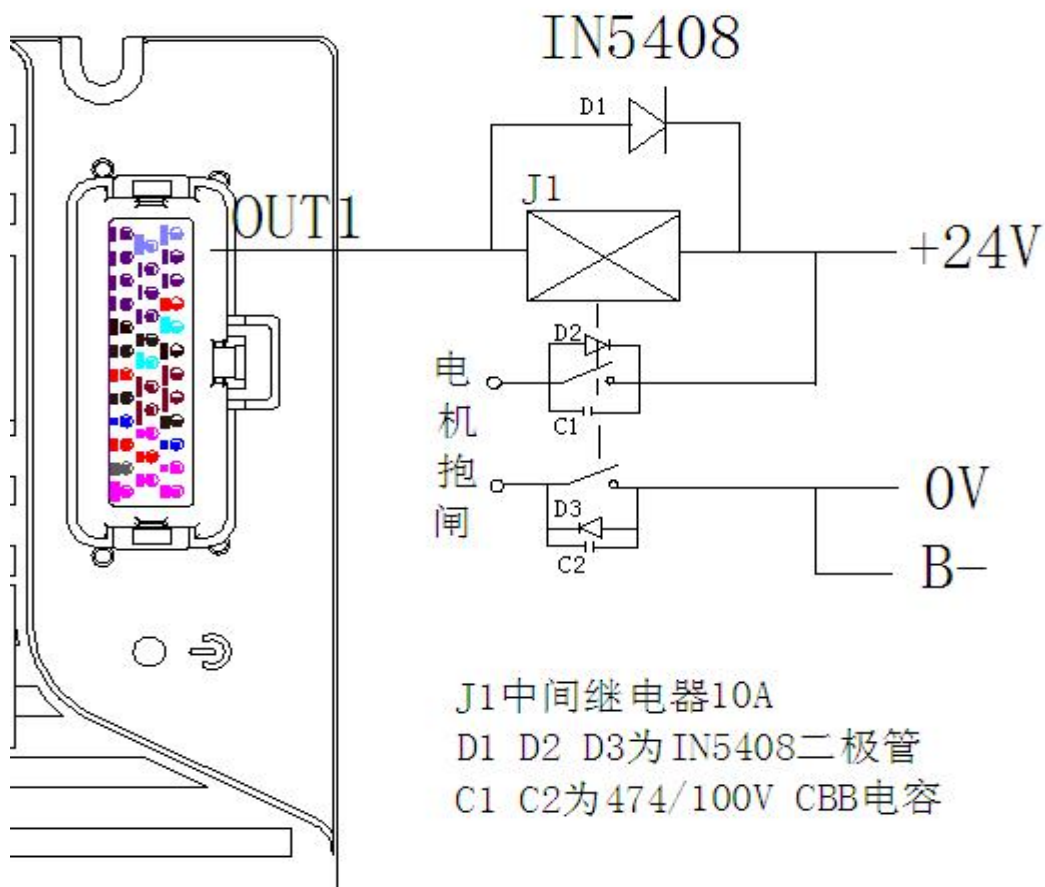 IN5408
D1
J1
OUT1
+24V
D2
C1
电机抱闸
0V
D3
C2
B-
J1中间继电器10A
D1 D2 D3为IN5408二极管
C1 C2为474/100V CBB电容